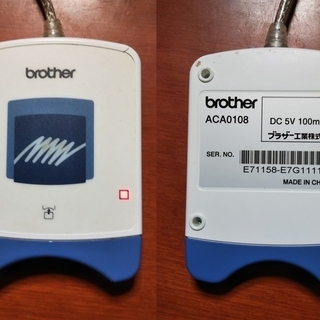 brother
brother
ACA0108
DC 5V 100m
ブラザー工業株式
SER. NO.
E71158-E7G1111
MADE IN CH